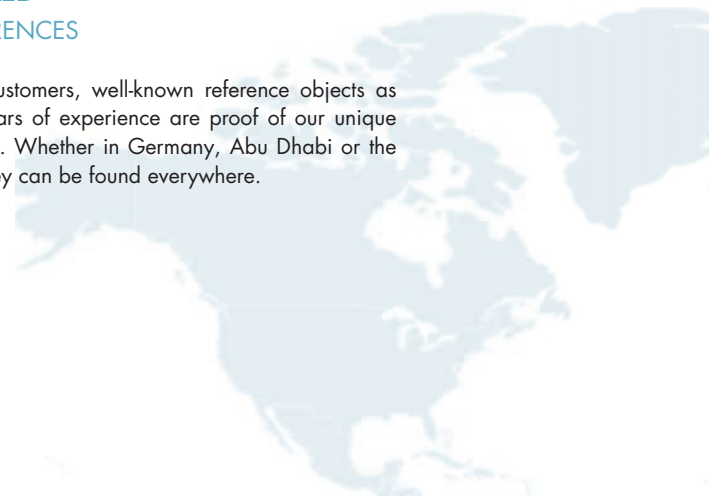 RENCES
ustomers, well-known reference objects as
ars of experience are proof of our unique
. Whether in Germany, Abu Dhabi or the
ey can be found everywhere.